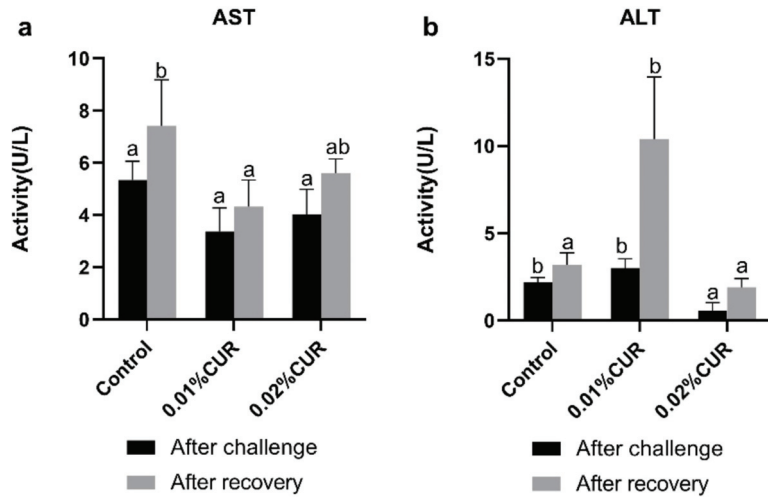 a
AST
Activity(U/L)
10
8
6
4
2
0
a
b
a
a
a
ab
Control
0.01%CUR
0.02%CUR
After challenge
After recovery
b
ALT
Activity(U/L)
15
10
5
0
b
a
b
b
a
a
Control
0.01%CUR
0.02%CUR
After challenge
After recovery